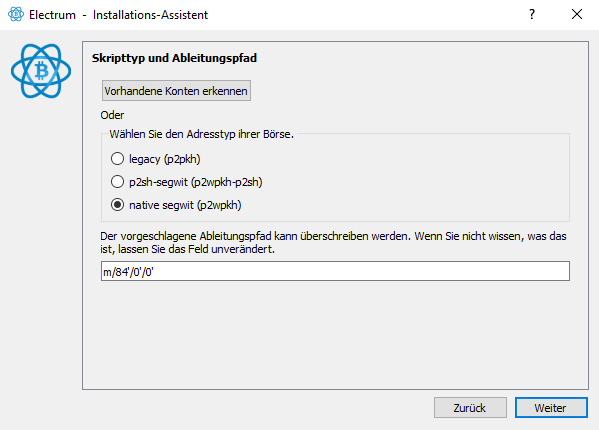 Electrum - Installations-Assistent
Skripttyp und Ableitungspfad
Vorhandene Konten erkennen
Oder
Wählen Sie den Adresstyp ihrer Börse.
legacy (p2pkh)
p2sh-segwit (p2wpkh-p2sh)
native segwit (p2wpkh)
Der vorgeschlagene Ableitungspfad kann überschreiben werden. Wenn Sie nicht wissen, was das
ist, lassen Sie das Feld unverändert.
m/84'/0'/0'
Zurück
Weiter